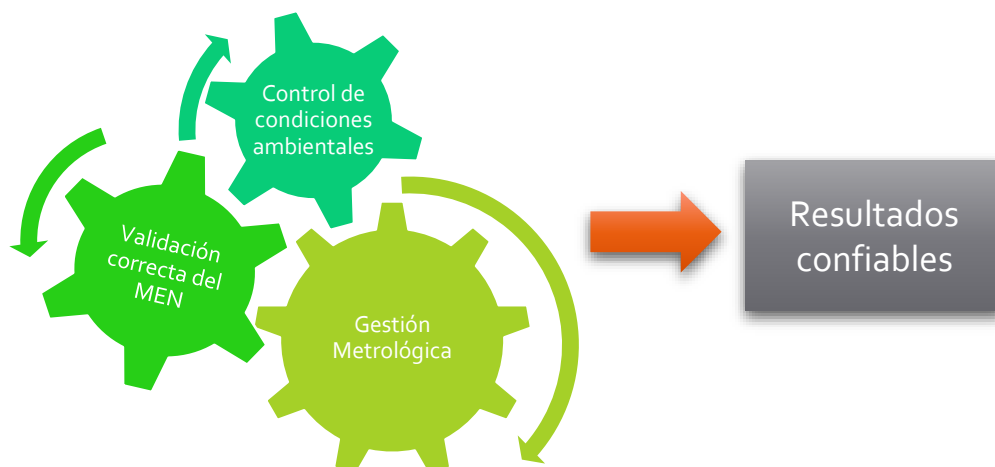 Control de
condiciones
ambientales
Validación
correcta del
MEN
Gestión
Metrológica
Resultados
confiables